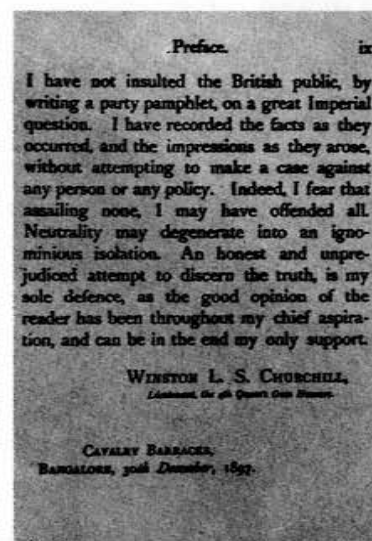 Preface. ix
I have not insulted the British public, by
writing a party pamphlet, on a great Imperial
question. I have recorded the facts as they
occurred, and the impressions as they arose,
without attempting to make a case against
any person or any policy. Indeed, I fear that
assailing none, I may have offended all.
Neutrality may degenerate into an igno-
minious isolation. An honest and unpre-
judiced attempt to discern the truth, is my
sole defence, as the good opinion of the
reader has been throughout my chief aspira-
tion, and can be in the end my only support.
WINSTON L. S. CHURCHILL,
Lieutenant, the 4th Queen's Own Hussars.
CAVALRY BARRACKS,
BANGALORE, 30th December, 1897.